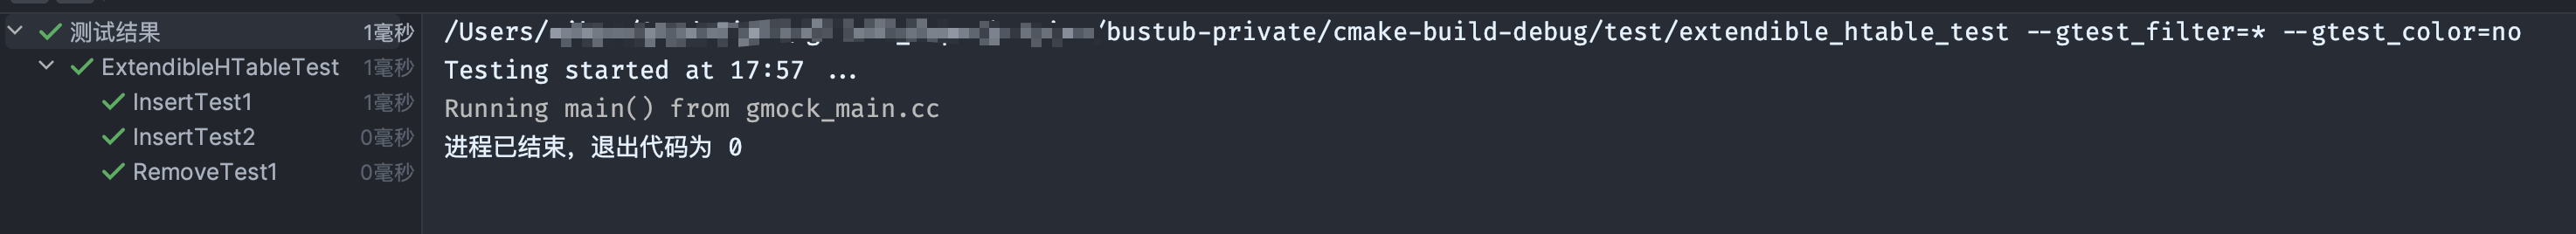 测试结果 1毫秒
ExtendibleHTableTest 1毫秒
InsertTest1 1毫秒
InsertTest2 0毫秒
RemoveTest1 0毫秒
/Users/ /bustub-private/cmake-build-debug/test/extendible_htable_test --gtest_filter=* --gtest_color=no
Testing started at 17:57 ...
Running main() from gmock_main.cc
进程已结束，退出代码为 0